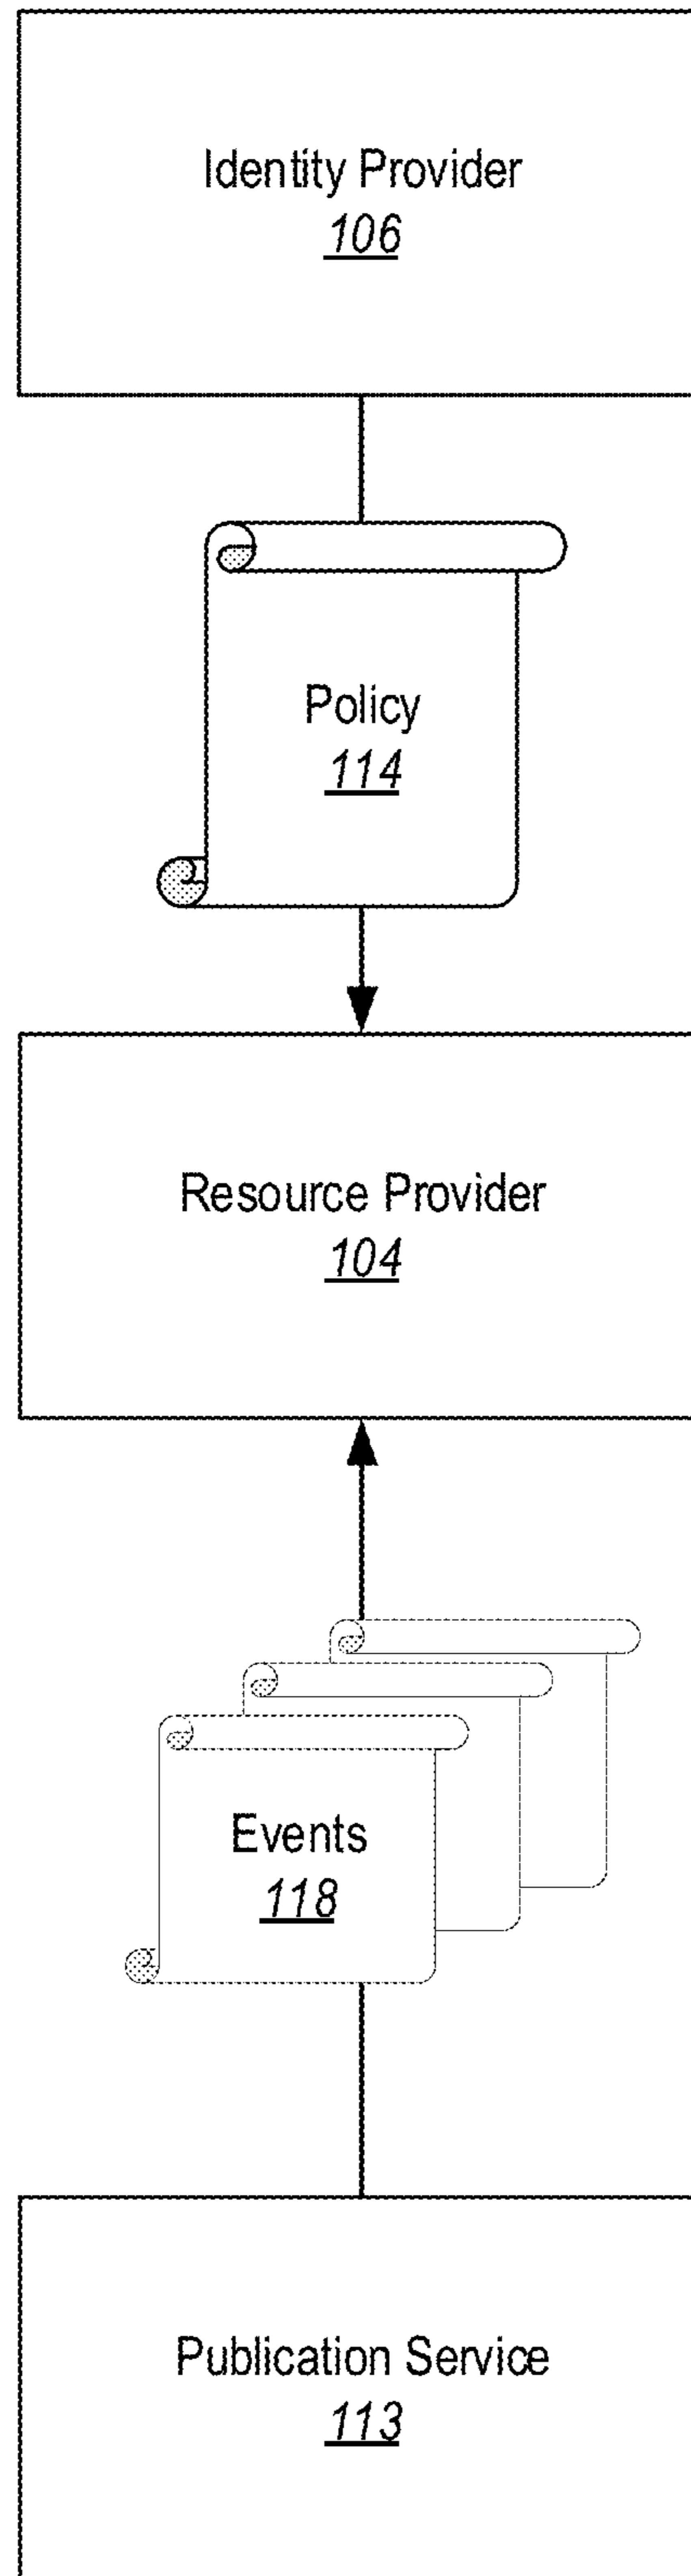 Identity Provider
106
Policy
114
Resource Provider
104
Events
118
Publication Service
113